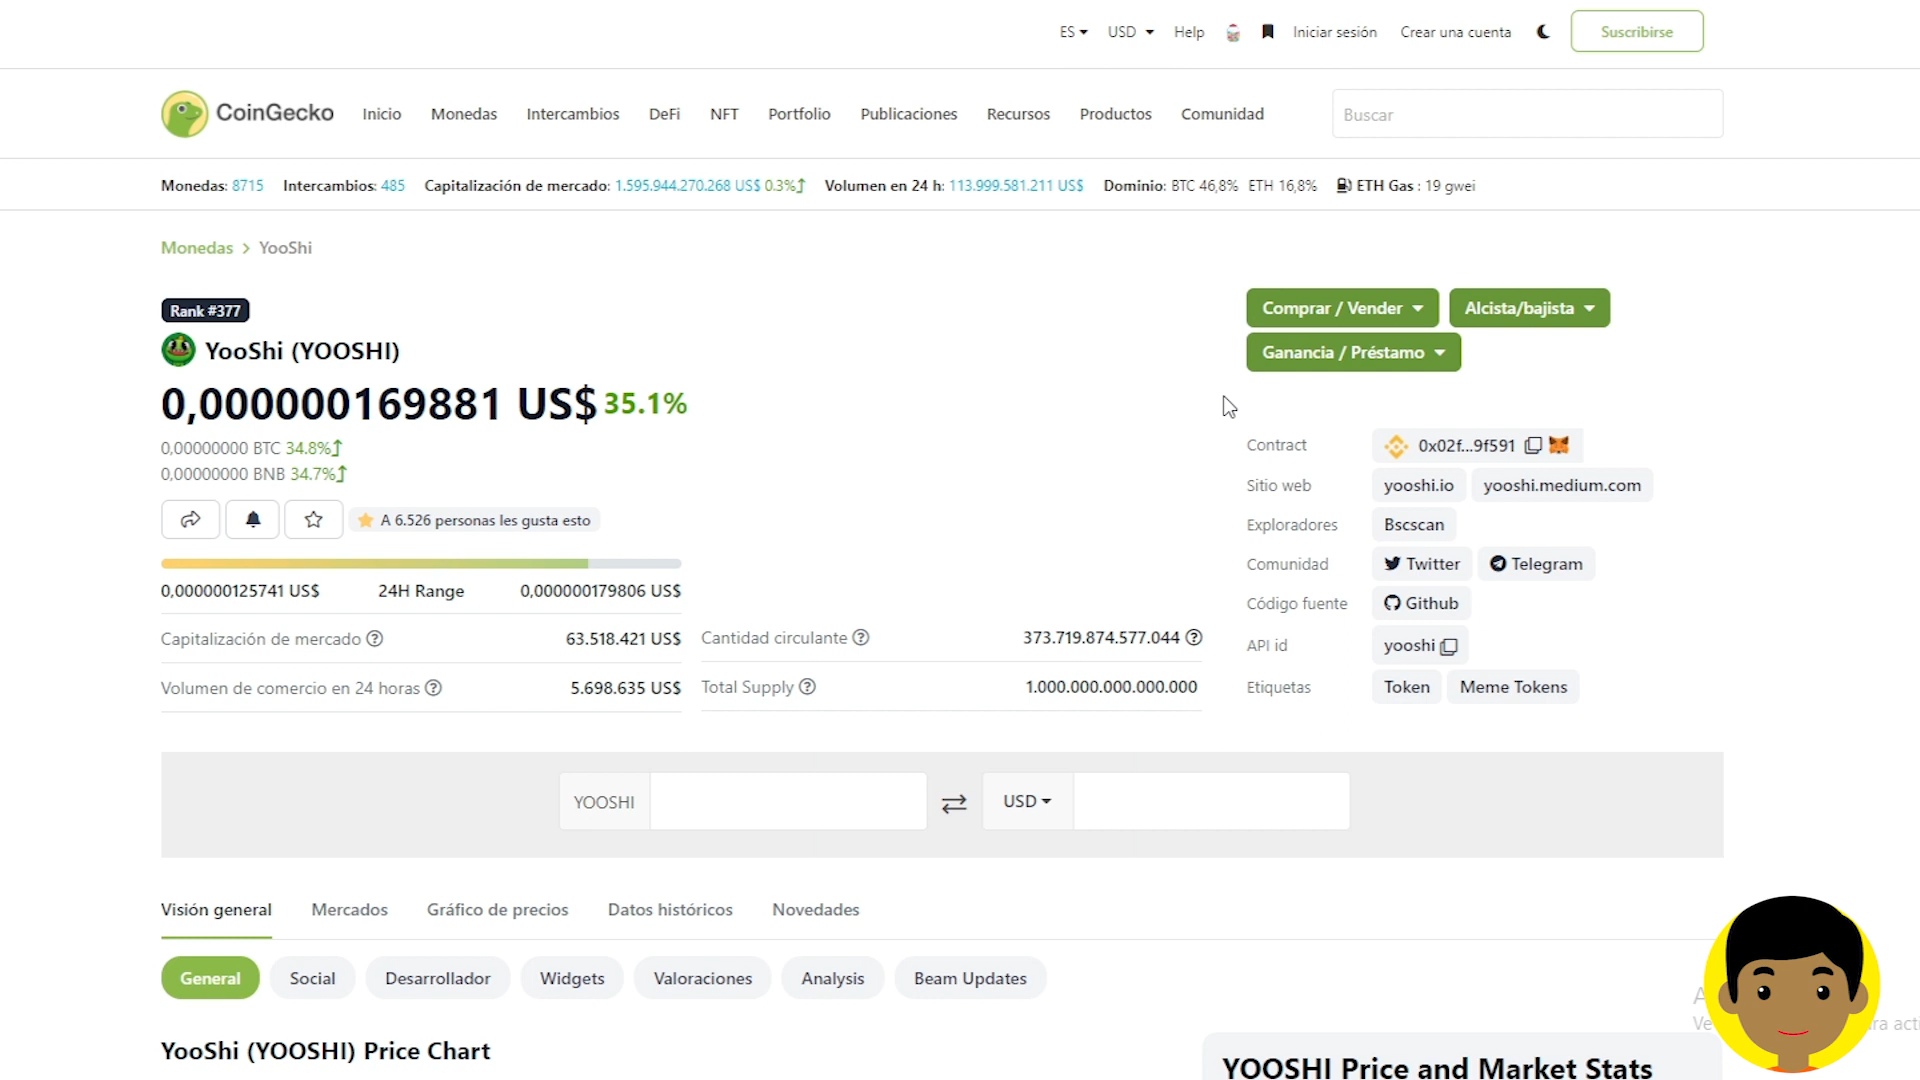 ES USD Help Iniciar sesión Crear una cuenta Suscribirse
CoinGecko Inicio Monedas Intercambios DeFi NFT Portfolio Publicaciones Recursos Productos Comunidad Buscar
Monedas: 8715 Intercambios: 485 Capitalización de mercado: 1.595.944.270.268 US$ 0.3% Volumen en 24 h: 113.999.581.211 US$ Dominio: BTC 46,8% ETH 16,8% ETH Gas : 19 gwei
Monedas > YooShi
Rank #377
YooShi (YOOSHI)
0,000000169881 US$ 35.1%
0,00000000 BTC 34.8%
0,00000000 BNB 34.7%
A 6.526 personas les gusta esto
0,000000125741 US$ 24H Range 0,000000179806 US$
Capitalización de mercado 63.518.421 US$
Volumen de comercio en 24 horas 5.698.635 US$
Cantidad circulante 373.719.874.577.044
Total Supply 1.000.000.000.000.000
Comprar / Vender Alcista/bajista
Ganancia / Préstamo
Contract 0x02f...9f591
Sitio web yooshi.io yooshi.medium.com
Exploradores Bscscan
Comunidad Twitter Telegram
Código fuente Github
API id yooshi
Etiquetas Token Meme Tokens
YOOSHI USD
Visión general Mercados Gráfico de precios Datos históricos Novedades
General Social Desarrollador Widgets Valoraciones Analysis Beam Updates
YooShi (YOOSHI) Price Chart
YOOSHI Price and Market Stats